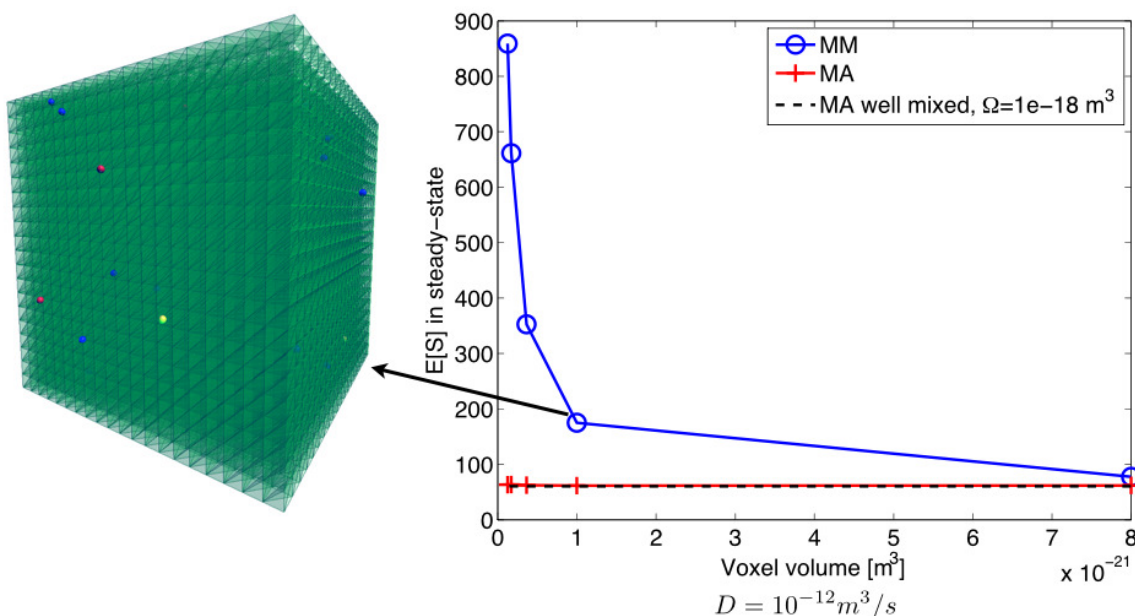 900
800
700
600
500
400
300
200
100
0
E[S] in steady−state
MM
MA
MA well mixed, Ω=1e−18 m³
0 1 2 3 4 5 6 7 8
Voxel volume [m³]
x 10⁻²¹
D = 10⁻¹²m³/s